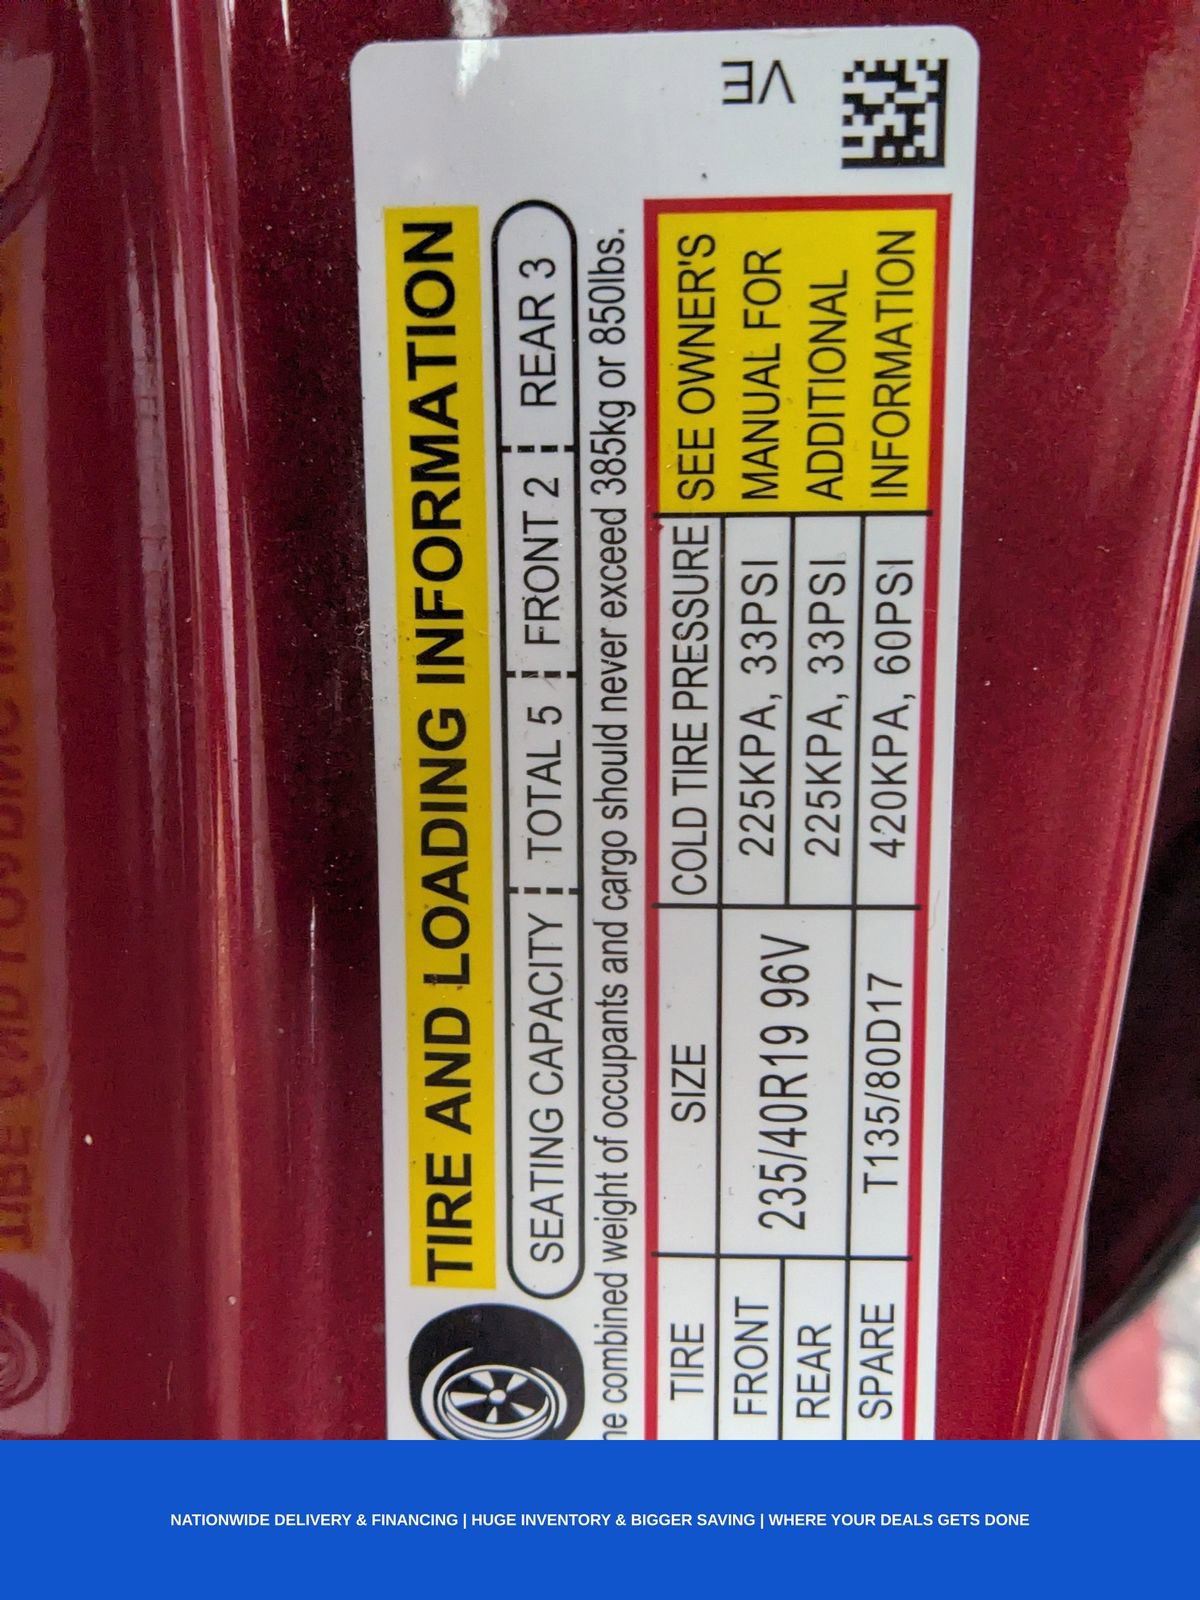 TIRE AND LOADING INFORMATION
SEATING CAPACITY TOTAL 5 FRONT 2 REAR 3
combined weight of occupants and cargo should never exceed 385kg or 850lbs.
TIRE SIZE COLD TIRE PRESSURE
FRONT 235/40R19 96V 225KPA, 33PSI
REAR 225KPA, 33PSI
SPARE T135/80D17 420KPA, 60PSI
SEE OWNER'S
MANUAL FOR
ADDITIONAL
INFORMATION
VE
NATIONWIDE DELIVERY & FINANCING | HUGE INVENTORY & BIGGER SAVING | WHERE YOUR DEALS GETS DONE